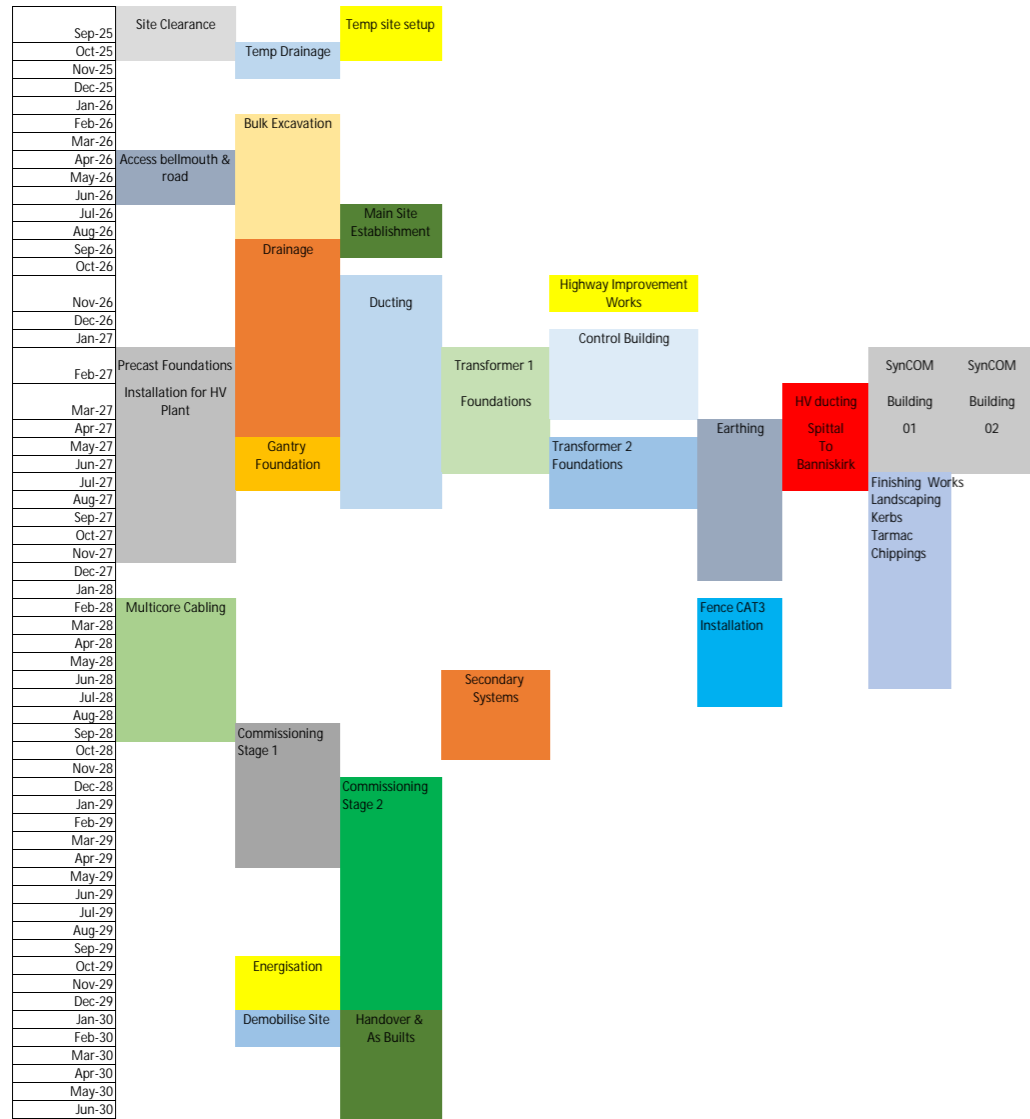 Sep-25
Oct-25
Nov-25
Dec-25
Jan-26
Feb-26
Mar-26
Apr-26
May-26
Jun-26
Jul-26
Aug-26
Sep-26
Oct-26
Nov-26
Dec-26
Jan-27
Feb-27
Mar-27
Apr-27
May-27
Jun-27
Jul-27
Aug-27
Sep-27
Oct-27
Nov-27
Dec-27
Jan-28
Feb-28
Mar-28
Apr-28
May-28
Jun-28
Jul-28
Aug-28
Sep-28
Oct-28
Nov-28
Dec-28
Jan-29
Feb-29
Mar-29
Apr-29
May-29
Jun-29
Jul-29
Aug-29
Sep-29
Oct-29
Nov-29
Dec-29
Jan-30
Feb-30
Mar-30
Apr-30
May-30
Jun-30
Site Clearance
Access bellmouth &
road
Precast Foundations
Installation for HV
Plant
Multicore Cabling
Temp Drainage
Bulk Excavation
Drainage
Gantry
Foundation
Commissioning
Stage 1
Energisation
Demobilise Site
Temp site setup
Main Site
Establishment
Ducting
Commissioning
Stage 2
Handover &
As Builts
Transformer 1
Foundations
Secondary
Systems
Highway Improvement
Works
Control Building
Transformer 2
Foundations
Earthing
Fence CAT3
Installation
HV ducting
Spittal
To
Banniskirk
SynCOM
Building
01
Finishing Works
Landscaping
Kerbs
Tarmac
Chippings
SynCOM
Building
02